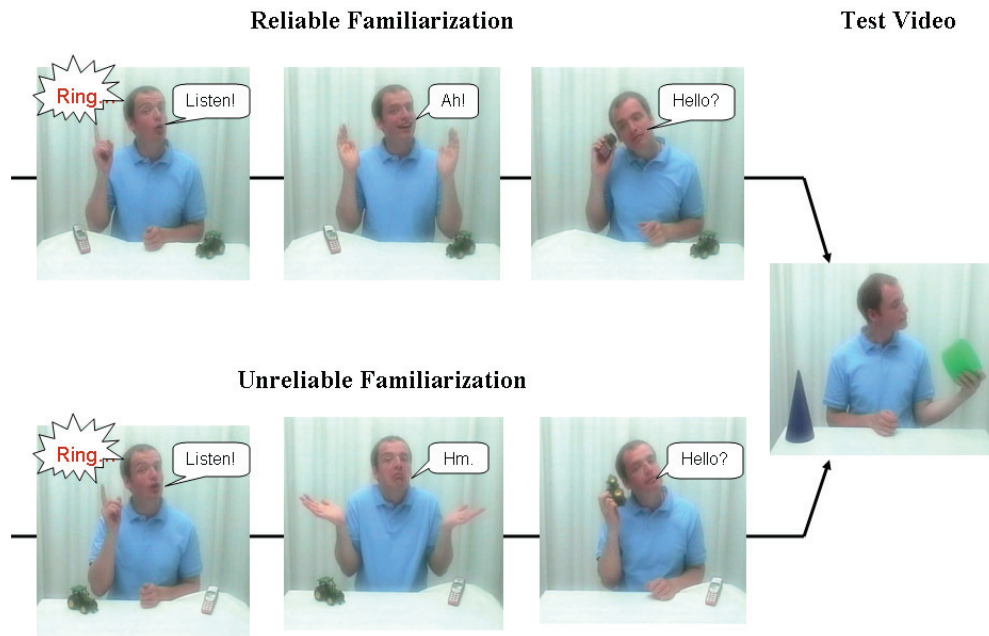 Reliable Familiarization
Test Video
Ring...
Listen!
Ah!
Hello?
Unreliable Familiarization
Ring...
Listen!
Hm.
Hello?